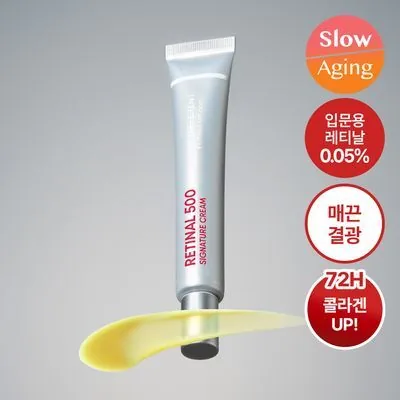 Slow
Aging
입문용
레티날
0.05%
매끈
결광
72H
콜라겐
UP!
RETINAL 500
SIGNATURE CREAM